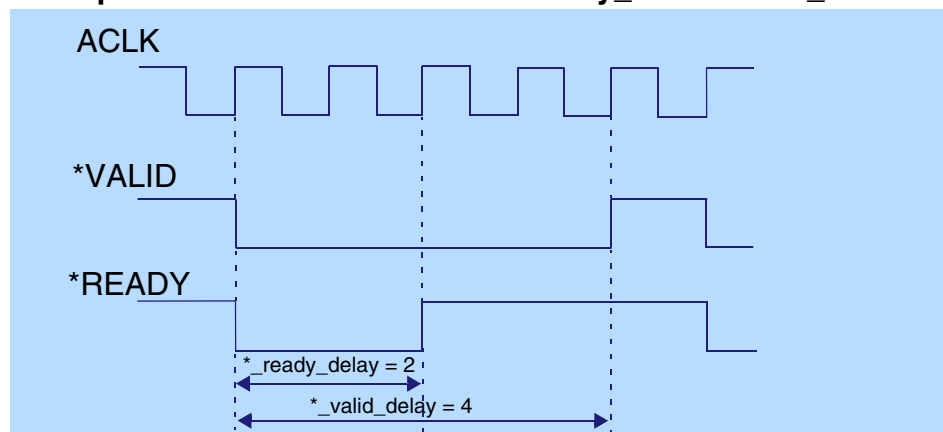 ACLK
*VALID
*READY
*_ready_delay = 2
*_valid_delay = 4